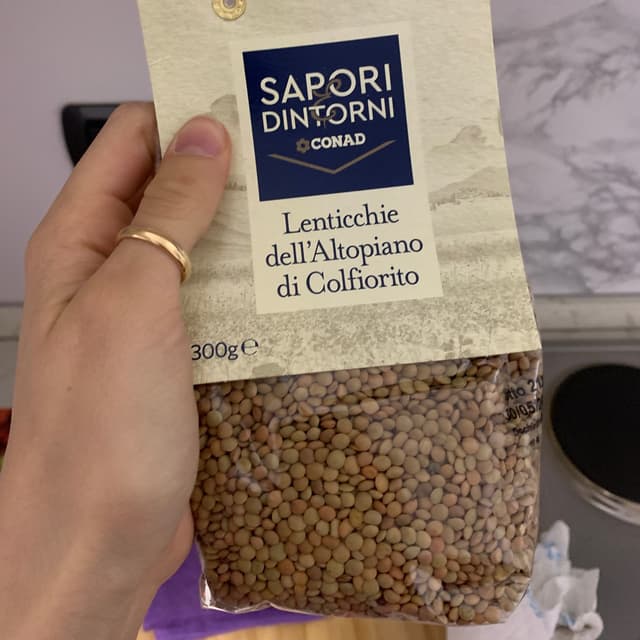 SAPORI
&
DINTORNI
CONAD
Lenticchie
dell'Altopiano
di Colfiorito
300g ℮